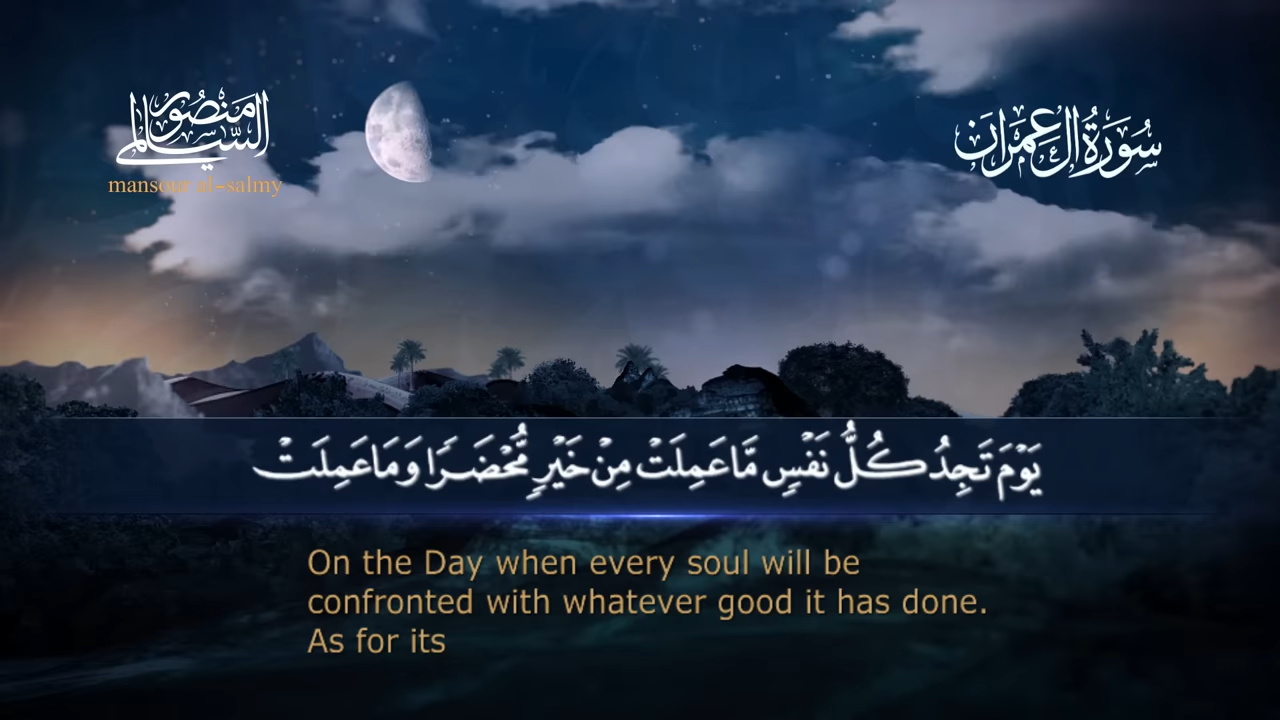 منصور السالمي
mansour al-salmy
سُورَةُ آلِ عِمْرَان
يَوْمَ تَجِدُ كُلُّ نَفْسٍ مَّا عَمِلَتْ مِنْ خَيْرٍ مُّحْضَرًا وَمَا عَمِلَتْ
On the Day when every soul will be
confronted with whatever good it has done.
As for its